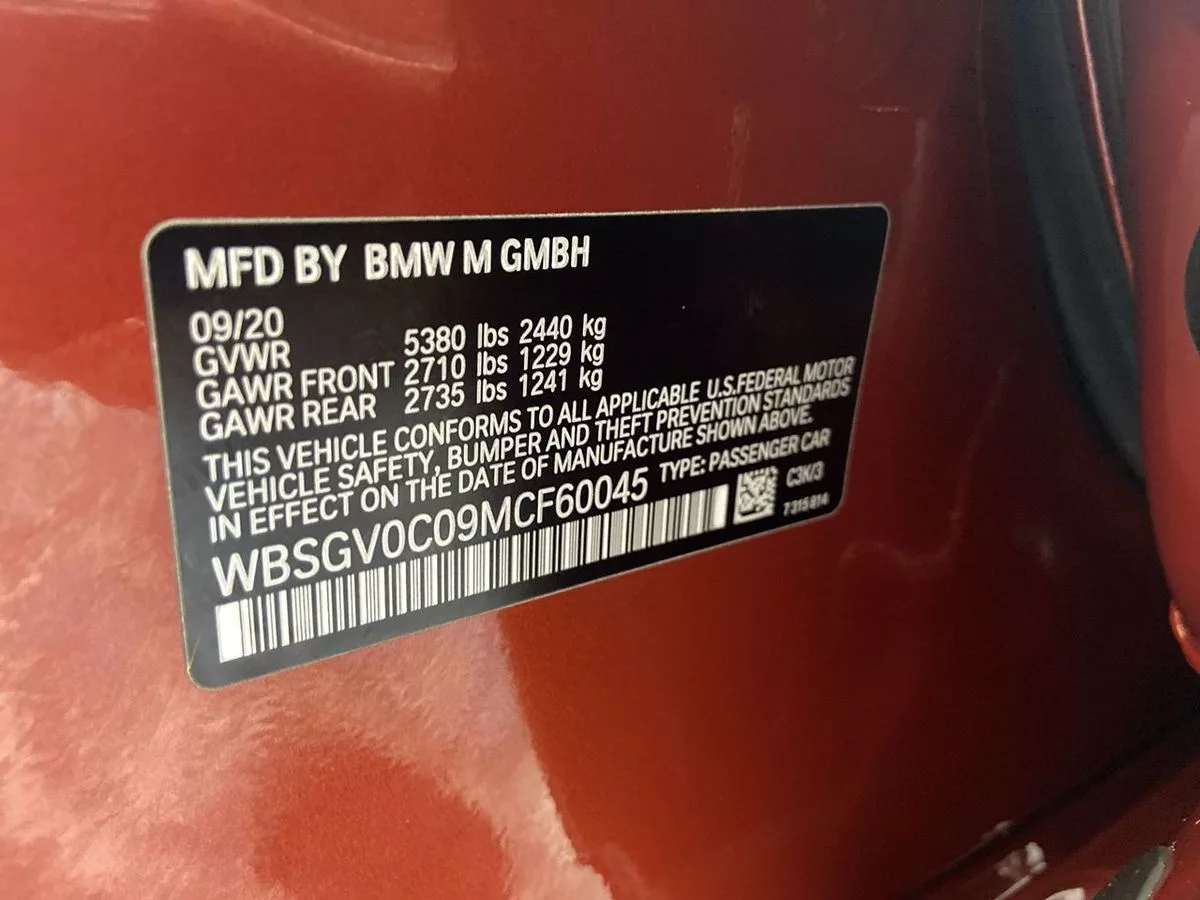 MFD BY BMW M GMBH
09/20
GVWR 5380 lbs 2440 kg
GAWR FRONT 2710 lbs 1229 kg
GAWR REAR 2735 lbs 1241 kg
THIS VEHICLE CONFORMS TO ALL APPLICABLE U.S.FEDERAL MOTOR
VEHICLE SAFETY, BUMPER AND THEFT PREVENTION STANDARDS
IN EFFECT ON THE DATE OF MANUFACTURE SHOWN ABOVE.
WBSGV0C09MCF60045 TYPE: PASSENGER CAR
C3K/3
7315814